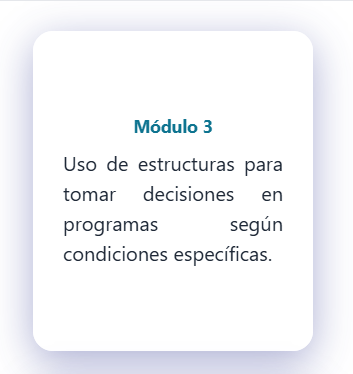 Módulo 3
Uso de estructuras para
tomar decisiones en
programas según
condiciones específicas.